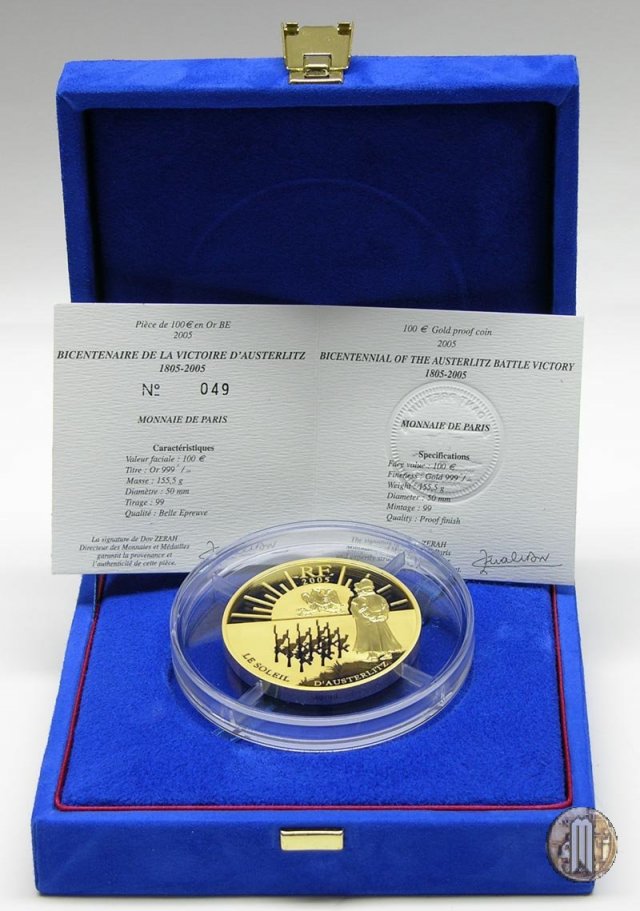 Pièce de 100 € en Or BE
2005
BICENTENAIRE DE LA VICTOIRE D'AUSTERLITZ
1805-2005
Nº 049
MONNAIE DE PARIS
Caractéristiques
Valeur faciale : 100 €
Titre : Or 999
Masse : 155,5 g
Diamètre : 50 mm
Tirage : 99
Qualité : Belle Epreuve
La signature de Dov ZERAH
Directeur des Monnaies et Médailles
garantit la provenance et
l'authenticité de cette pièce.
100 € Gold proof coin
2005
BICENTENNIAL OF THE AUSTERLITZ BATTLE VICTORY
1805-2005
MONNAIE DE PARIS
Specifications
Face value : 100 €
Fineness : Gold 999
Weight : 155,5 g
Diameter : 50 mm
Mintage : 99
Quality : Proof finish
RF
2005
LE SOLEIL D'AUSTERLITZ